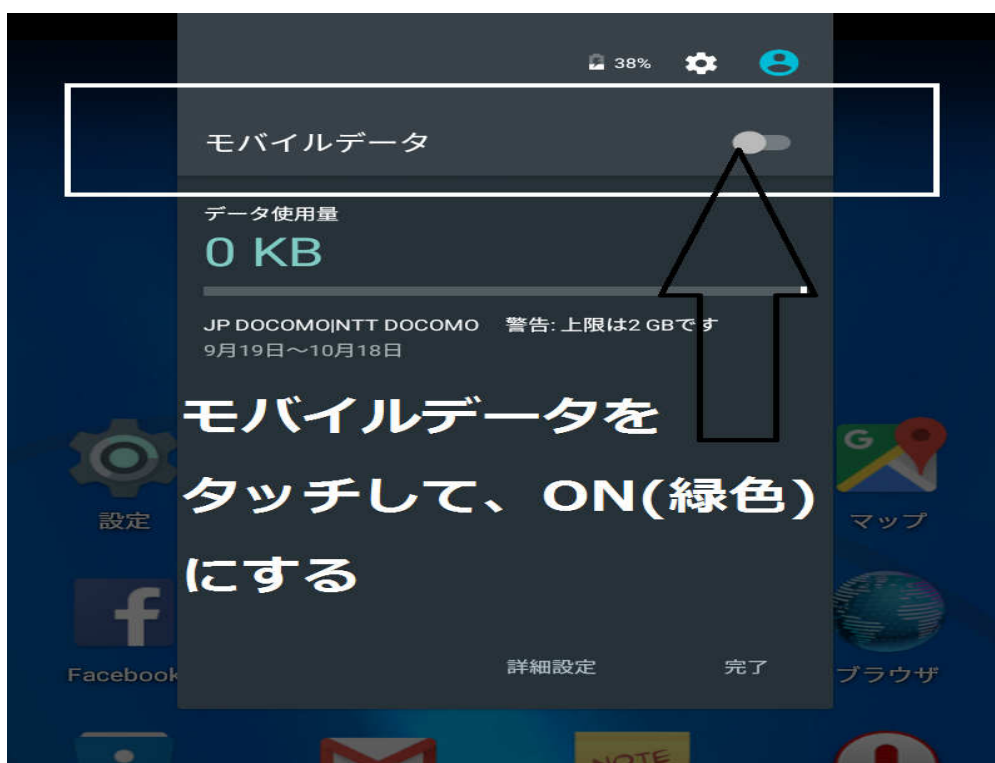 38%
モバイルデータ
データ使用量
0 KB
JP DOCOMO|NTT DOCOMO 警告: 上限は2 GBです
9月19日～10月18日
モバイルデータを
タッチして、ON(緑色)
にする
設定
G
マップ
f
Facebook
詳細設定 完了
ブラウザ
NOTE